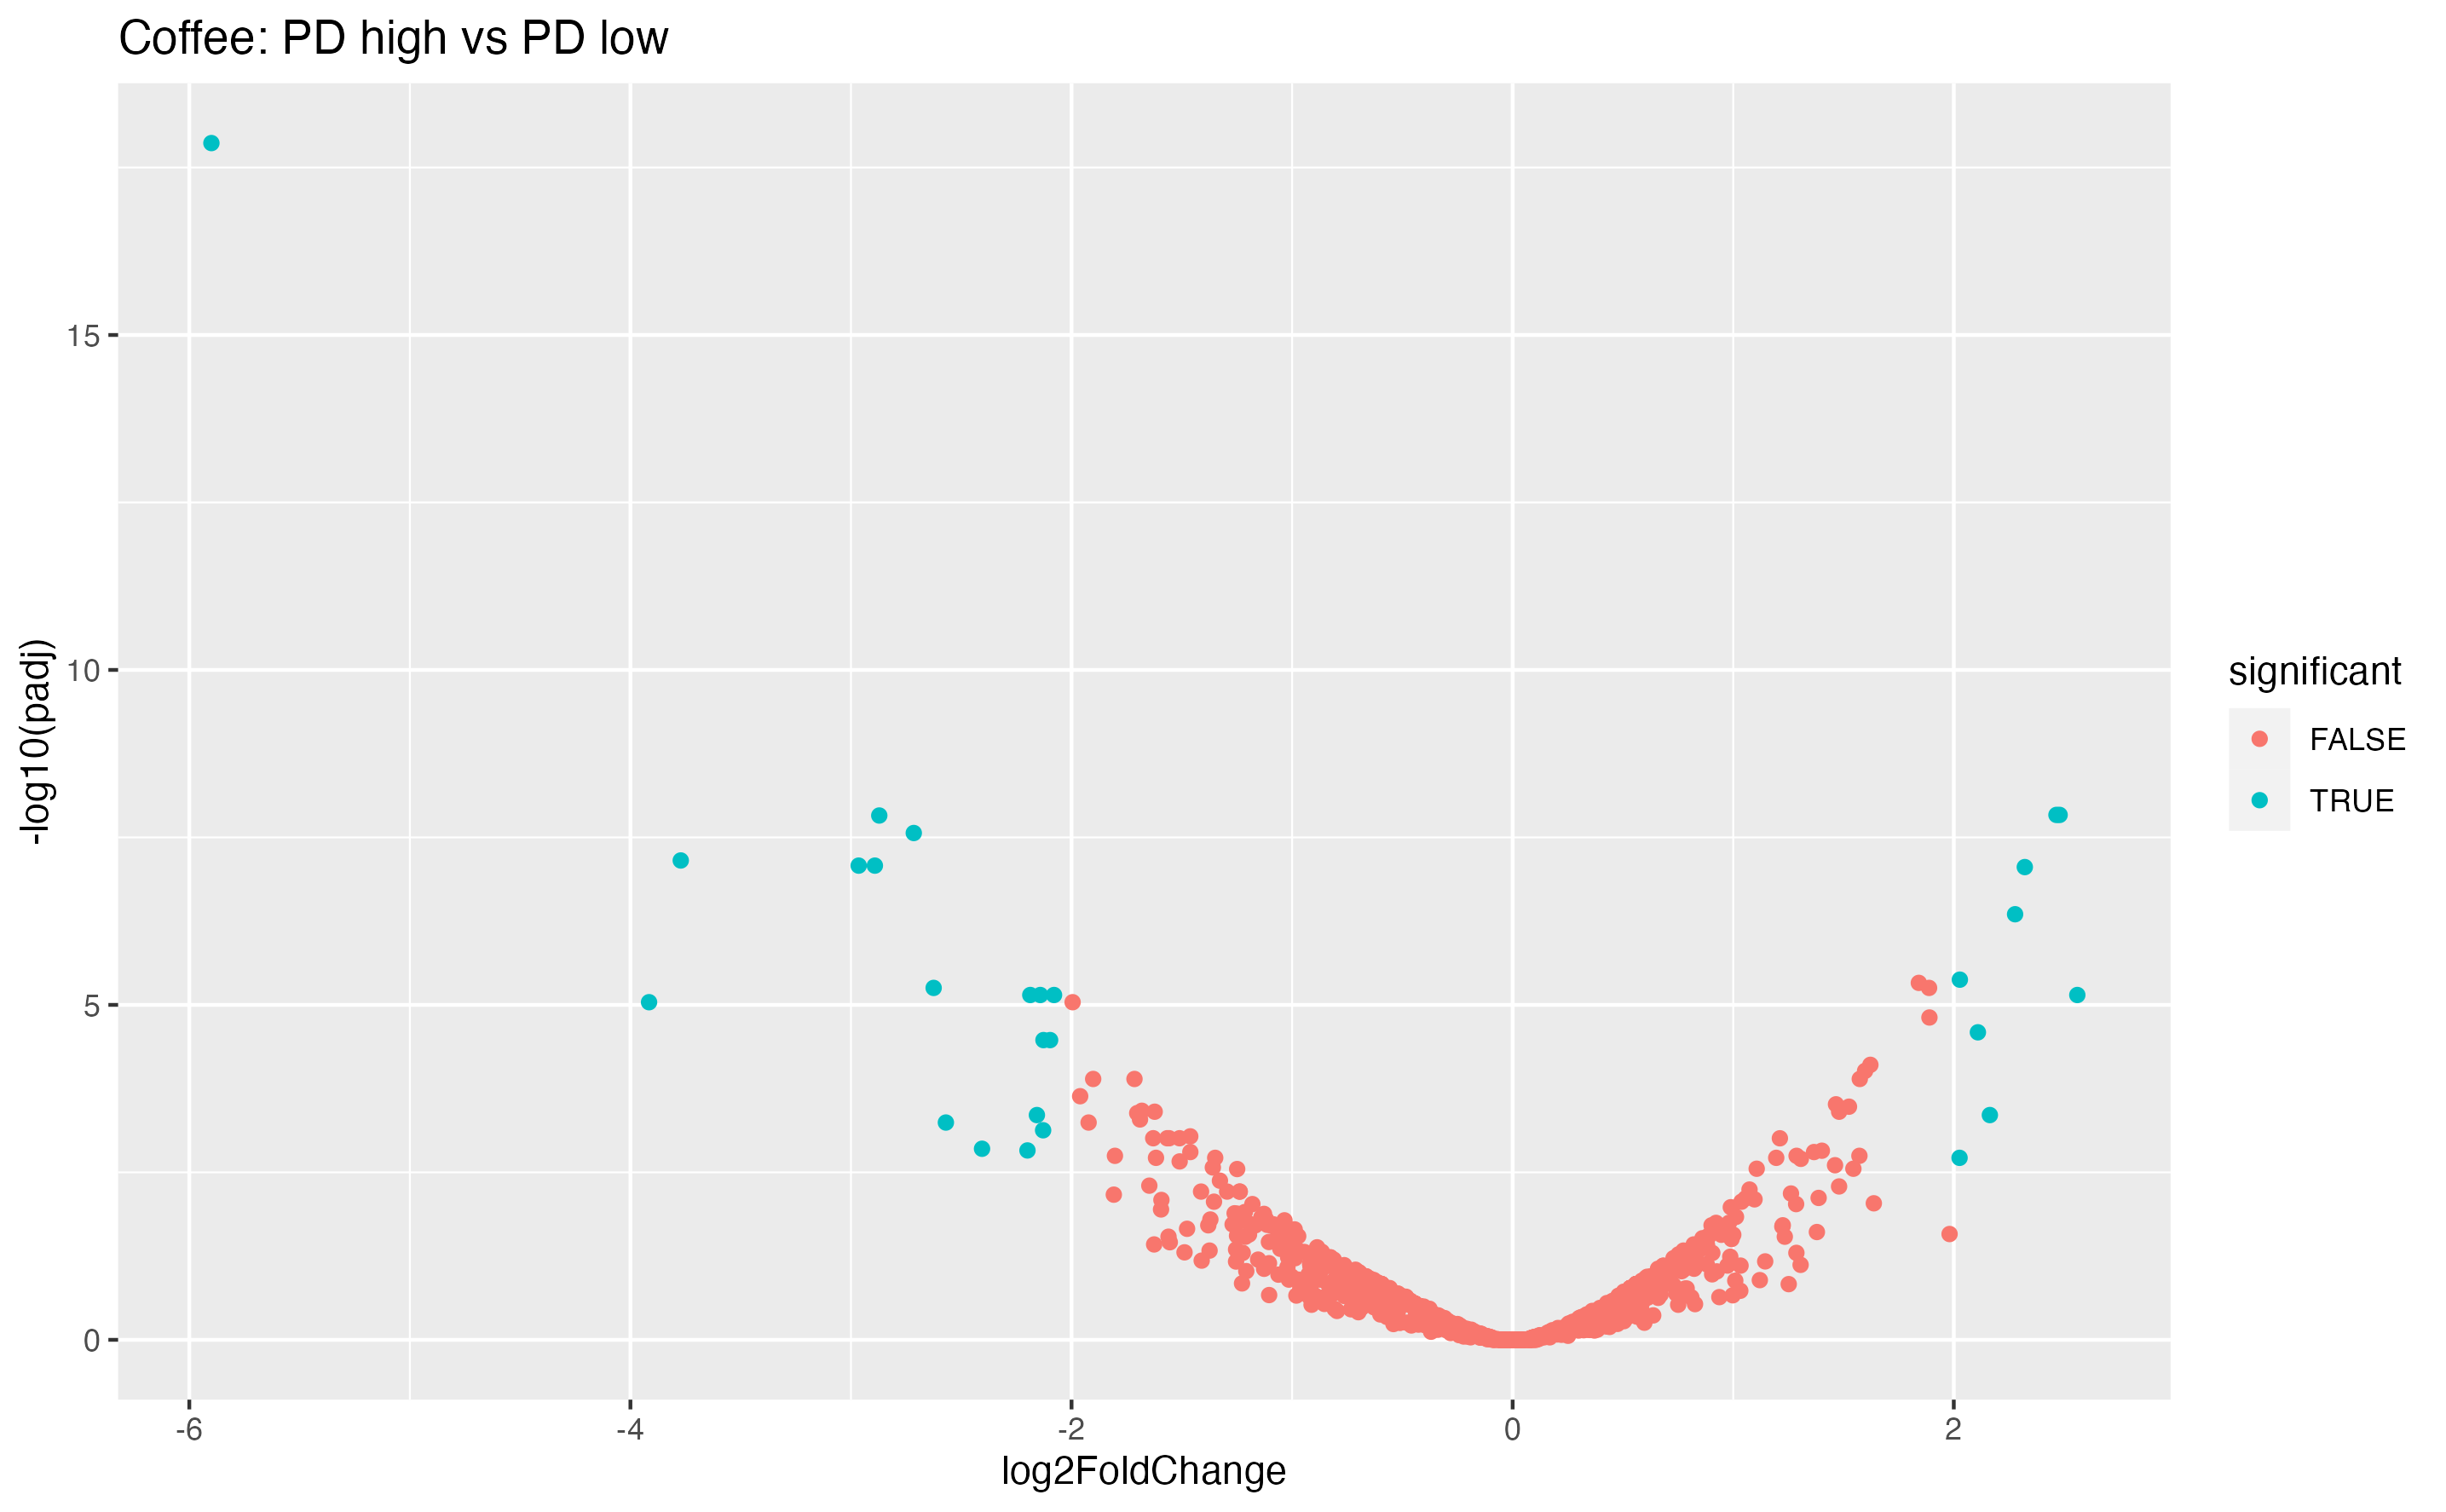 Coffee: PD high vs PD low
-log10(padj)
15
10
5
0
-6
-4
-2
0
2
log2FoldChange
significant
FALSE
TRUE